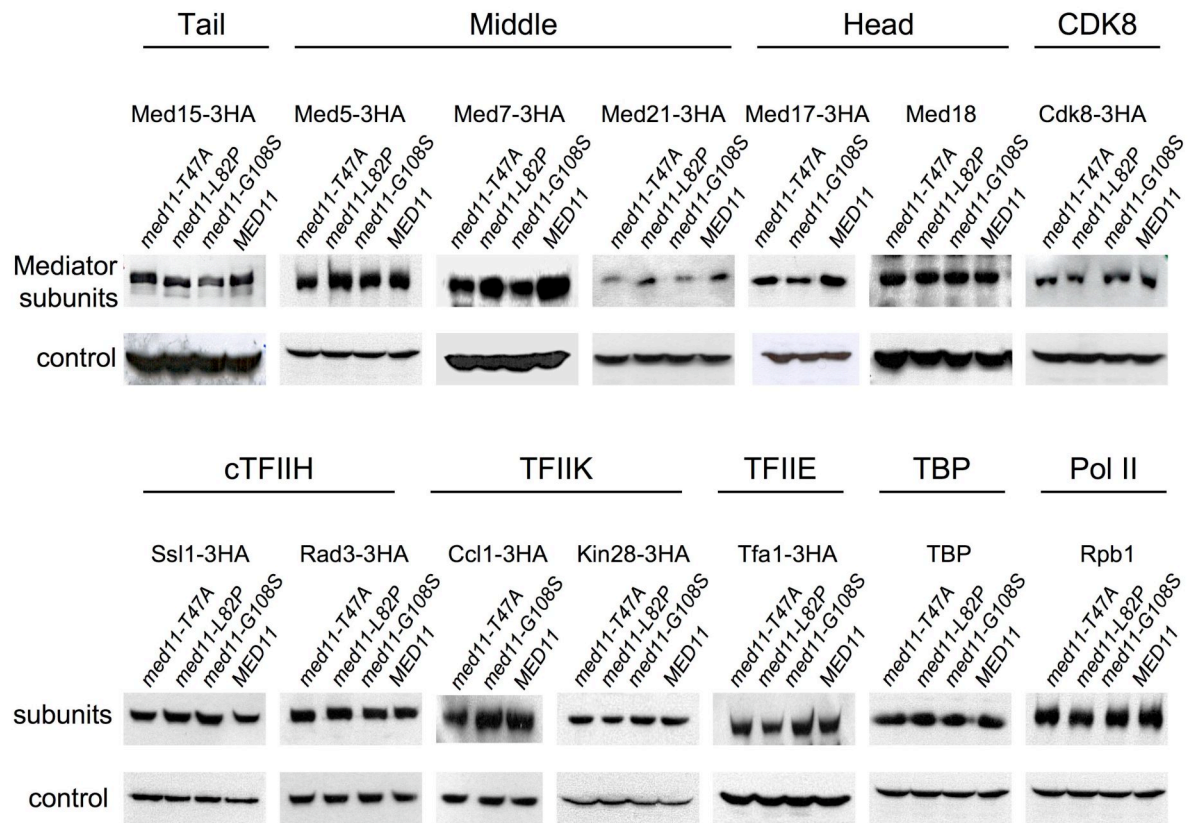 Tail Middle Head CDK8
Med15-3HA Med5-3HA Med7-3HA Med21-3HA Med17-3HA Med18 Cdk8-3HA
med11-T47A med11-L82P med11-G108S MED11 med11-T47A med11-L82P med11-G108S MED11 med11-T47A med11-L82P med11-G108S MED11 med11-T47A med11-L82P med11-G108S MED11 med11-T47A med11-G108S MED11 med11-T47A med11-L82P med11-G108S MED11 med11-T47A med11-L82P med11-G108S MED11
Mediator
subunits
control
cTFIIH TFIIK TFIIE TBP Pol II
Ssl1-3HA Rad3-3HA Ccl1-3HA Kin28-3HA Tfa1-3HA TBP Rpb1
med11-T47A med11-L82P med11-G108S MED11 med11-T47A med11-L82P med11-G108S MED11 med11-T47A med11-G108S MED11 med11-T47A med11-L82P med11-G108S MED11 med11-T47A med11-L82P med11-G108S MED11 med11-T47A med11-L82P med11-G108S MED11 med11-T47A med11-L82P med11-G108S MED11
subunits
control